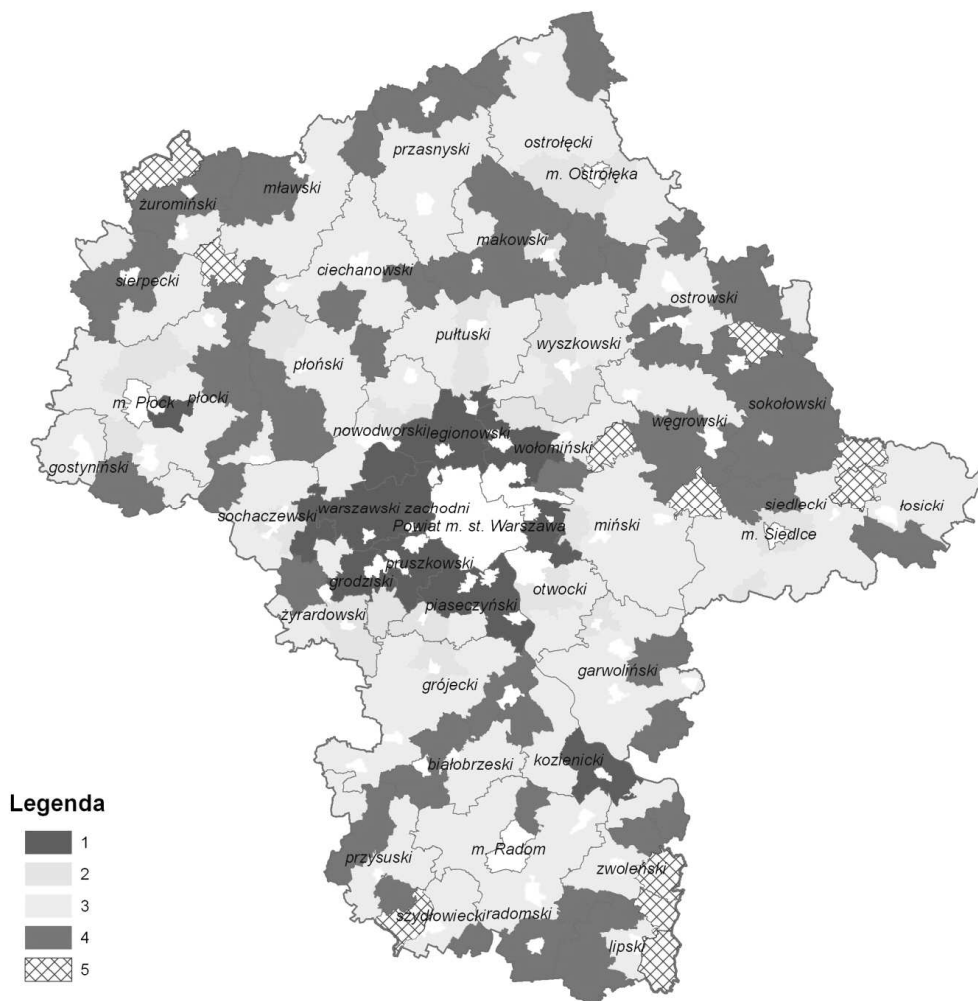 ostrołęcki
przasnyski
m. Ostrołęka
mławski
żuromiński
makowski
ciechanowski
sierpecki
ostrowski
pułtuski
wyszkowski
płoński
m. Płock
płocki
sokołowski
węgrowski
nowodworski
legionowski
wołomiński
gostyniński
siedlecki
łosicki
warszawski zachodni
sochaczewski
Powiat m. st. Warszawa
miński
m. Siedlce
pruszkowski
grodziski
otwocki
piaseczyński
żyrardowski
garwoliński
grójecki
białobrzeski
kozienicki
Legenda
1
2
3
4
5
m. Radom
przysuski
zwoleński
szydłowiecki
radomski
lipski